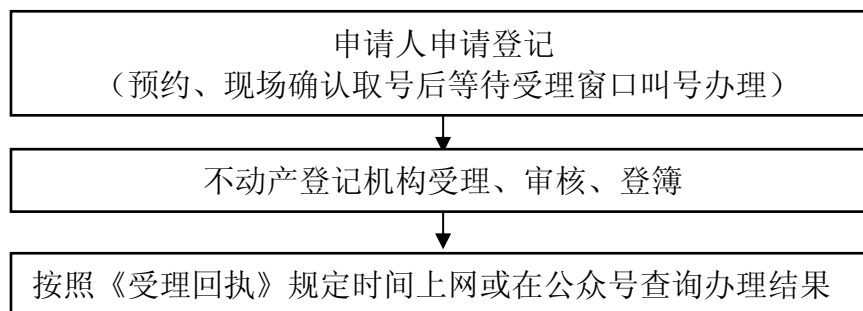 申请人申请登记
（预约、现场确认取号后等待受理窗口叫号办理）
不动产登记机构受理、审核、登簿
按照《受理回执》规定时间上网或在公众号查询办理结果